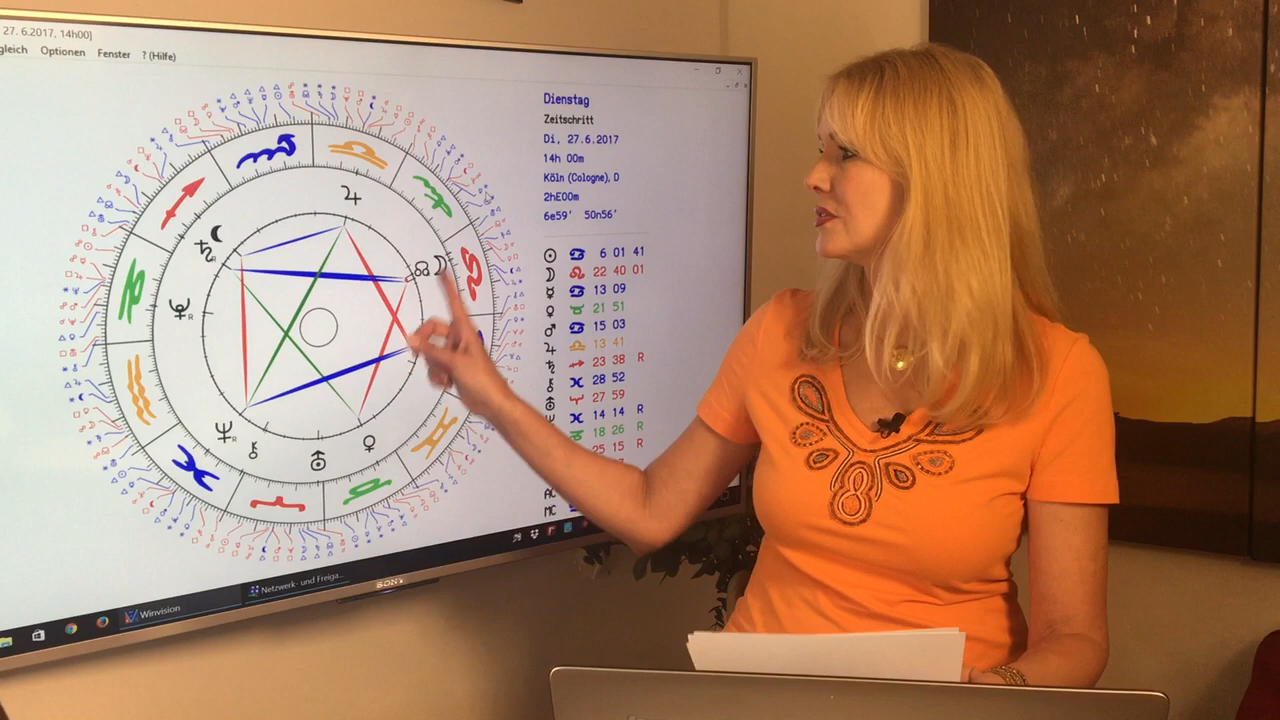 27. 6.2017, 14h00]
gleich Optionen Fenster ? (Hilfe)
Dienstag
Zeitschritt
Di, 27.6.2017
14h 00m
Köln (Cologne), D
2hE00m
6e59' 50n56'
6 01 41
22 40 01
13 09
21 51
15 03
13 41
23 38 R
28 52
27 59
14 14 R
18 26 R
25 15 R
AC
MC
R
R
R
Netzwerk- und Freiga...
SONY
Winvision